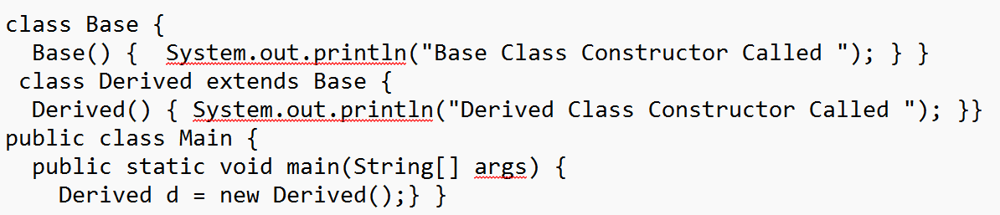 class Base {
  Base() {  System.out.println("Base Class Constructor Called "); } }
 class Derived extends Base {
  Derived() { System.out.println("Derived Class Constructor Called "); }}
public class Main {
  public static void main(String[] args) {
    Derived d = new Derived();} }